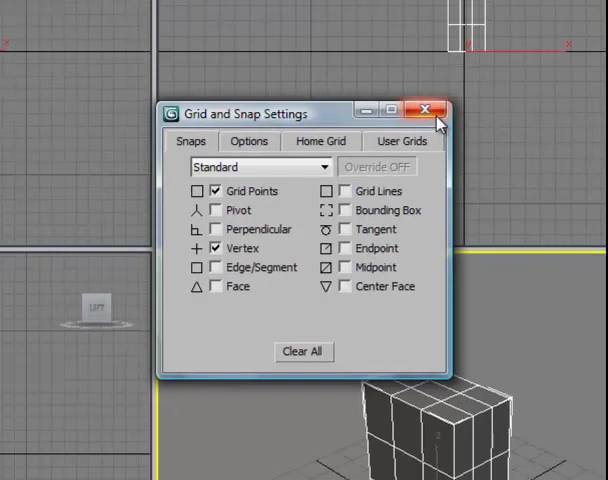 x
x
Grid and Snap Settings
Snaps Options Home Grid User Grids
Standard Override OFF
Grid Points Grid Lines
Pivot Bounding Box
Perpendicular Tangent
Vertex Endpoint
Edge/Segment Midpoint
Face Center Face
LEFT
Clear All